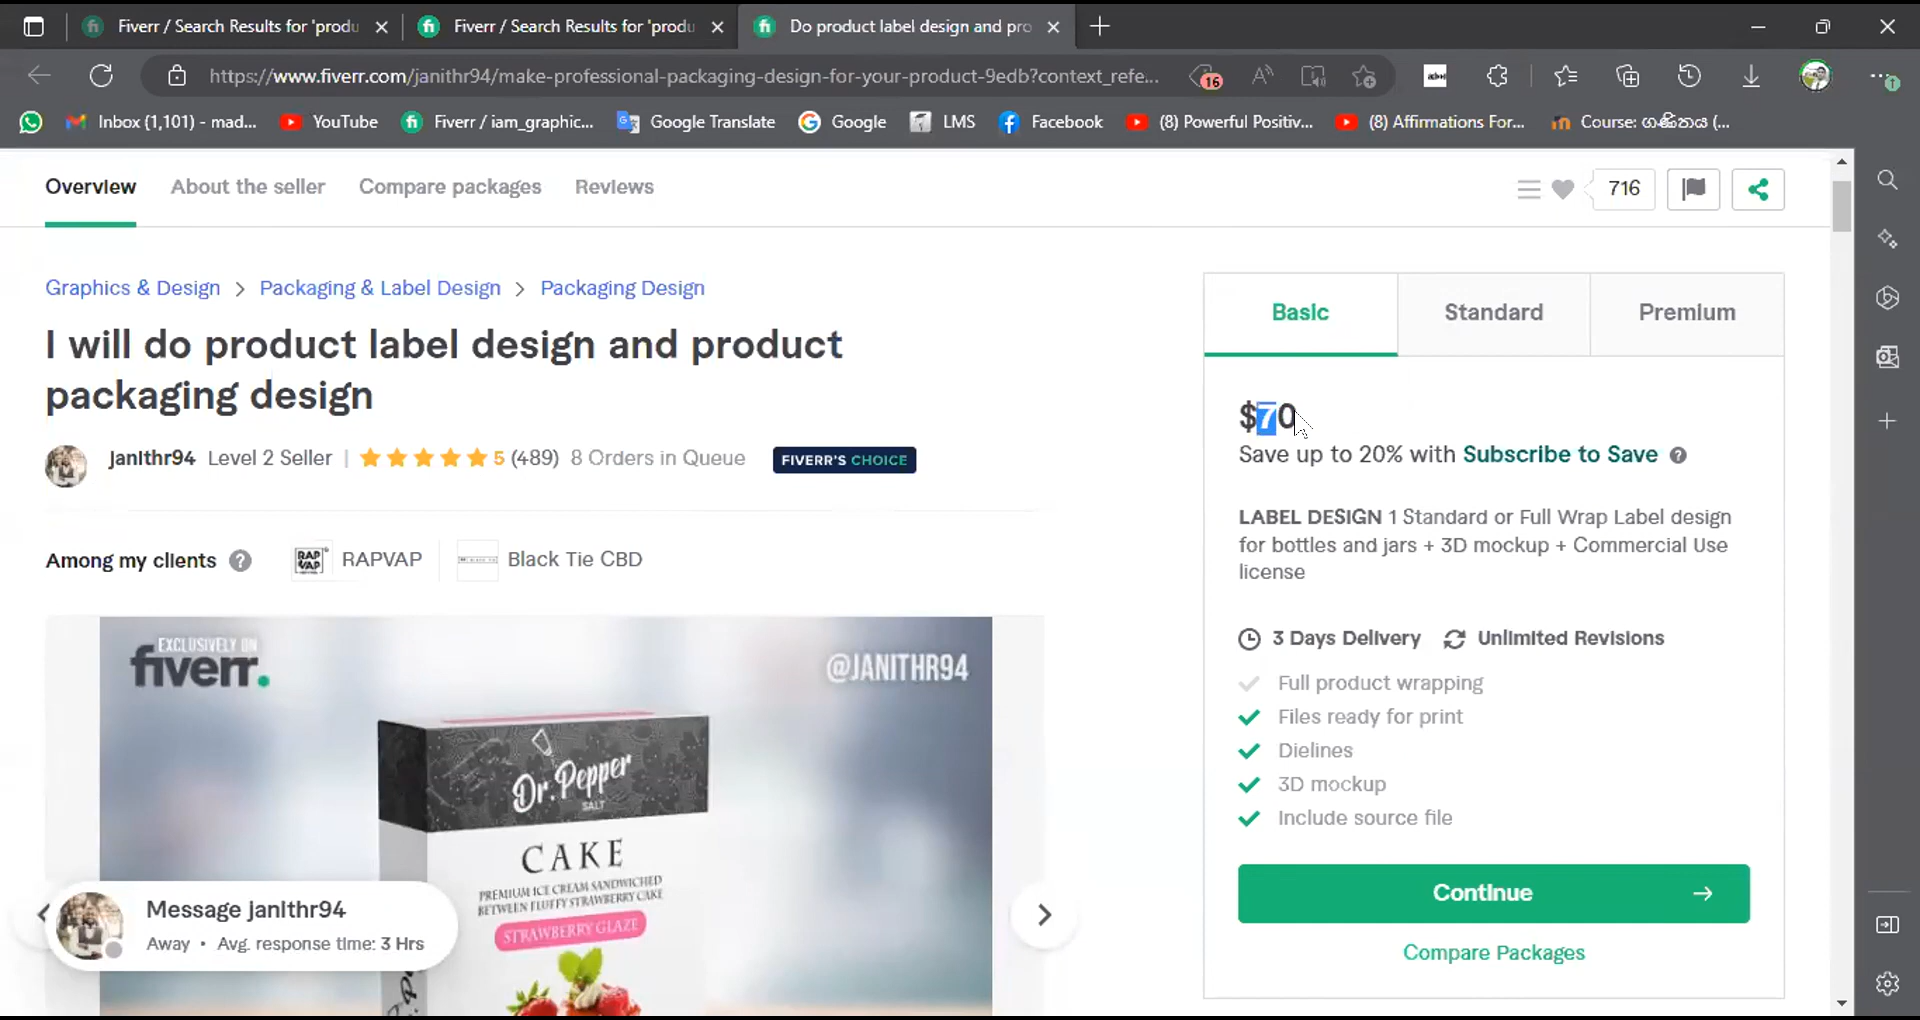 Fiverr / Search Results for 'produ
Fiverr / Search Results for 'produ
Do product label design and pro
https://www.fiverr.com/janithr94/make-professional-packaging-design-for-your-product-9edb?context_refe...
16
Inbox (1,101) - mad...
YouTube
Fiverr / iam_graphic...
Google Translate
Google
LMS
Facebook
(8) Powerful Positiv...
(8) Affirmations For...
Course: ගණිතය (...
Overview
About the seller
Compare packages
Reviews
716
Graphics & Design > Packaging & Label Design > Packaging Design
I will do product label design and product
packaging design
janithr94 Level 2 Seller | 5 (489) 8 Orders in Queue
FIVERR'S CHOICE
Among my clients
RAP VAP
RAPVAP
Black Tie CBD
EXCLUSIVELY ON
fiverr.
@JANITHR94
Dr. Pepper
SALT
CAKE
PREMIUM ICE CREAM SANDWICHED
BETWEEN FLUFFY STRAWBERRY CAKE
STRAWBERRY GLAZE
Message janithr94
Away • Avg. response time: 3 Hrs
Basic
Standard
Premium
$70
Save up to 20% with Subscribe to Save
LABEL DESIGN 1 Standard or Full Wrap Label design
for bottles and jars + 3D mockup + Commercial Use
license
3 Days Delivery
Unlimited Revisions
Full product wrapping
Files ready for print
Dielines
3D mockup
Include source file
Continue
Compare Packages